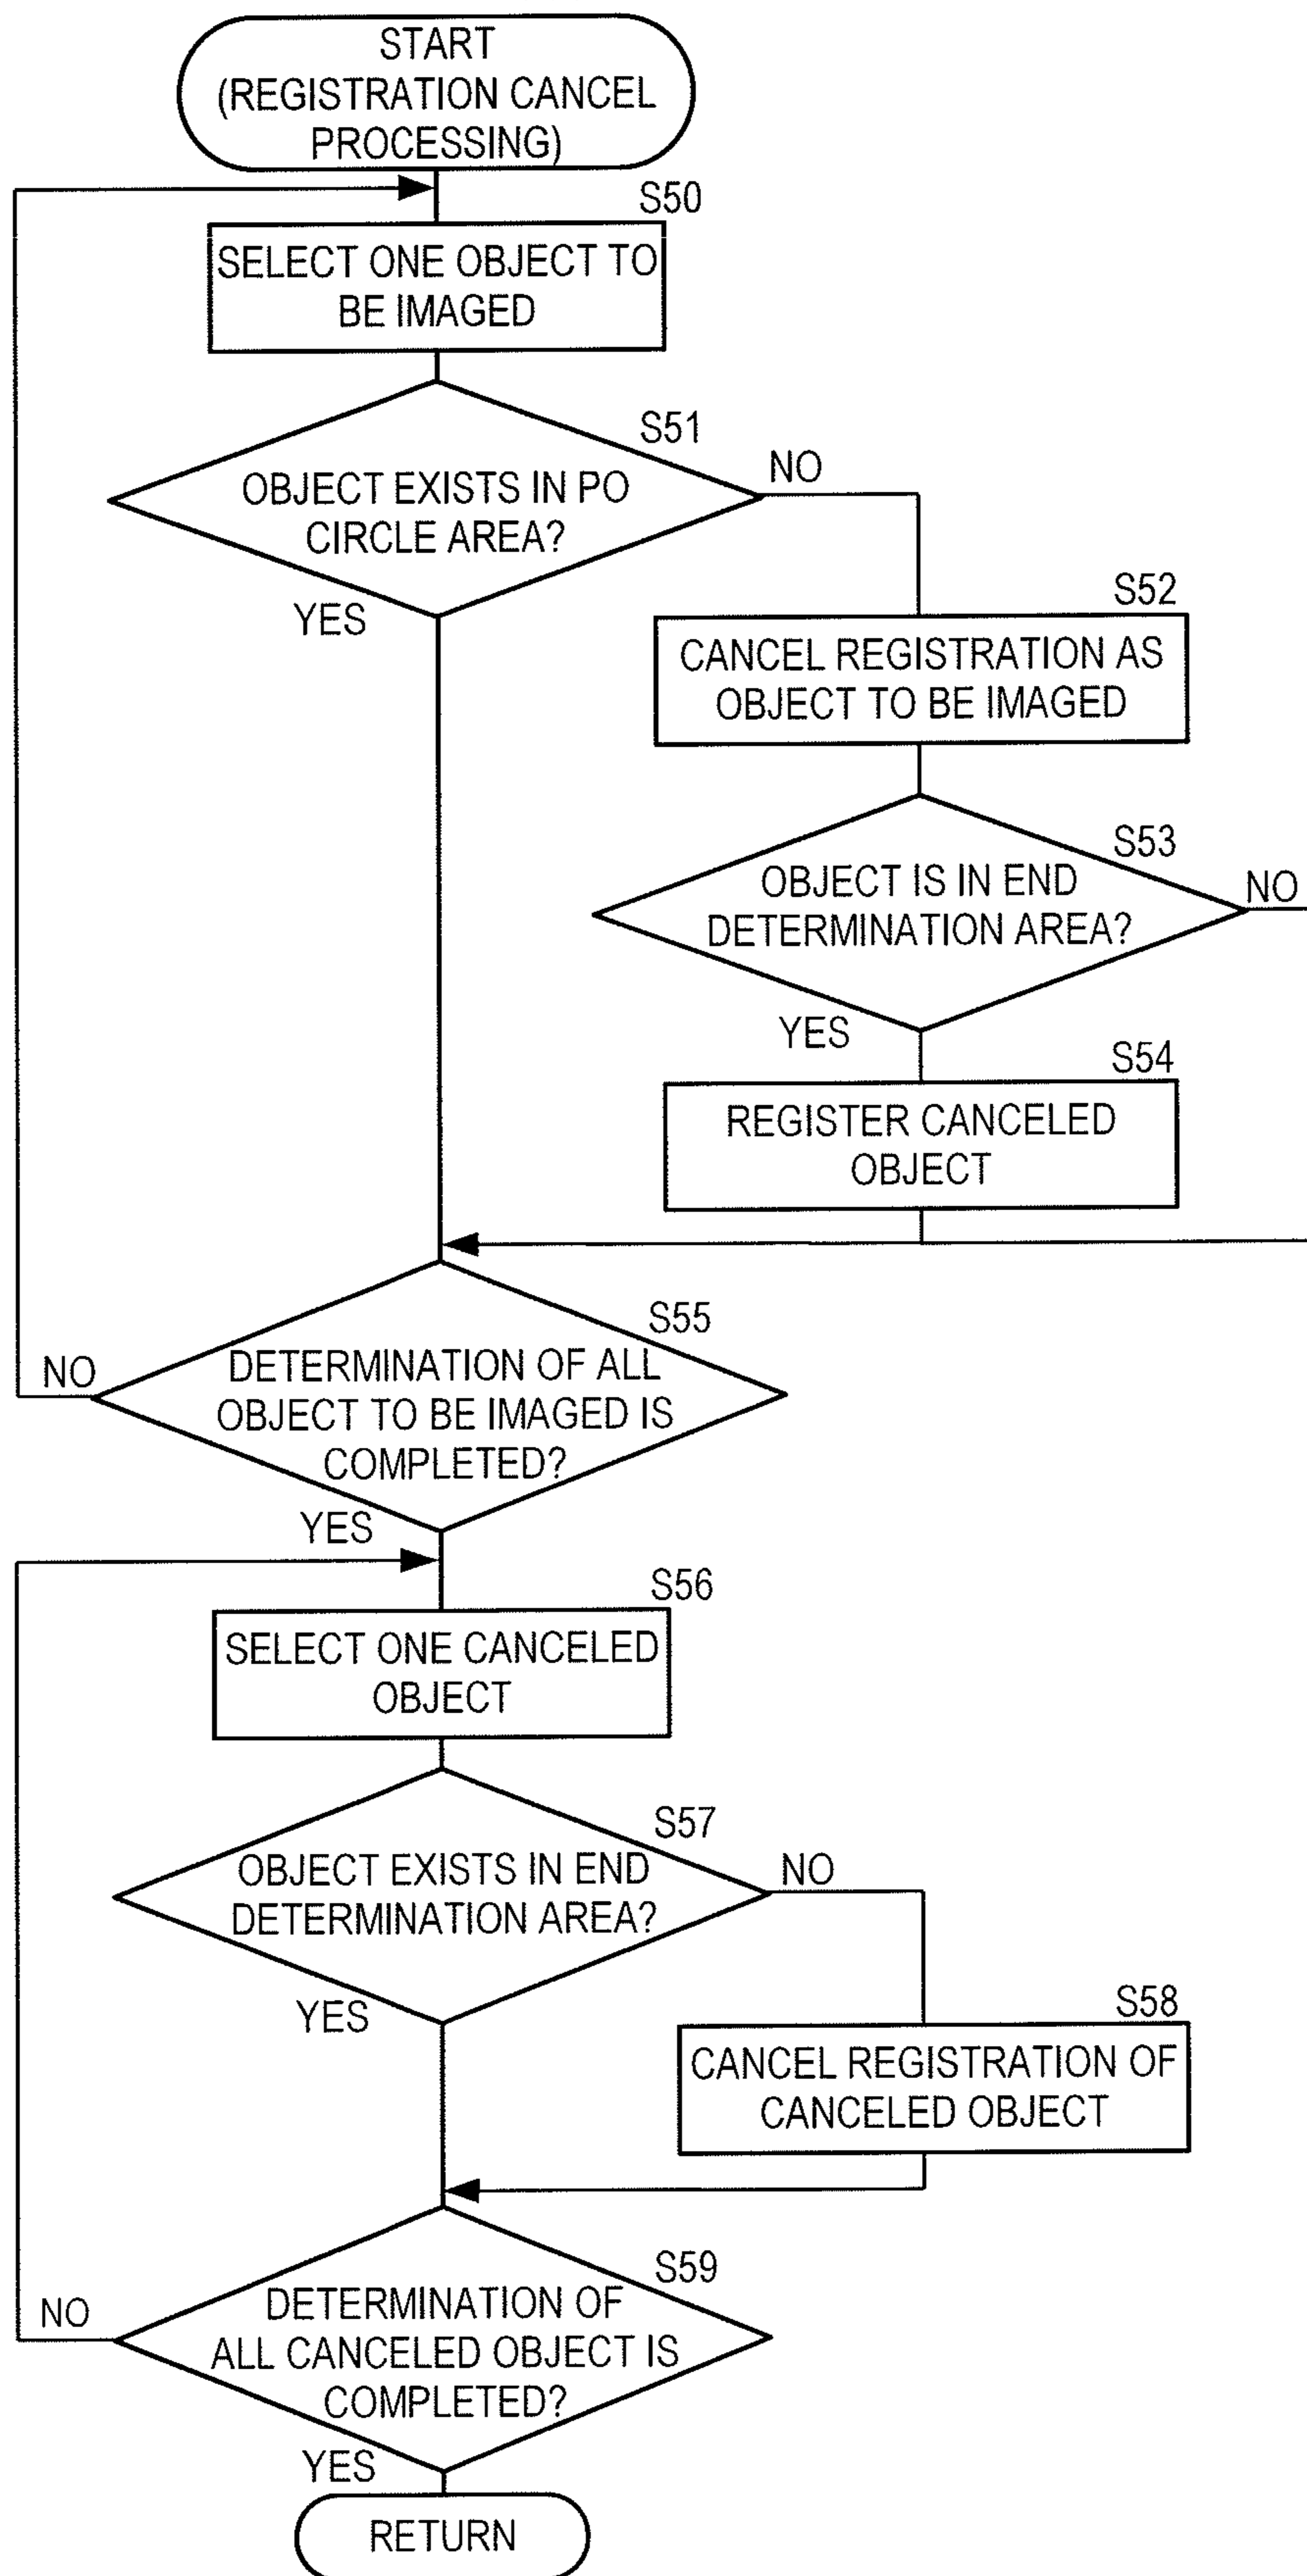 START
(REGISTRATION CANCEL
PROCESSING)
S50
SELECT ONE OBJECT TO
BE IMAGED
S51
OBJECT EXISTS IN PO
CIRCLE AREA?
NO
YES
S52
CANCEL REGISTRATION AS
OBJECT TO BE IMAGED
S53
OBJECT IS IN END
DETERMINATION AREA?
NO
YES
S54
REGISTER CANCELED
OBJECT
S55
DETERMINATION OF ALL
OBJECT TO BE IMAGED IS
COMPLETED?
NO
YES
S56
SELECT ONE CANCELED
OBJECT
S57
OBJECT EXISTS IN END
DETERMINATION AREA?
NO
YES
S58
CANCEL REGISTRATION OF
CANCELED OBJECT
S59
DETERMINATION OF
ALL CANCELED OBJECT IS
COMPLETED?
NO
YES
RETURN